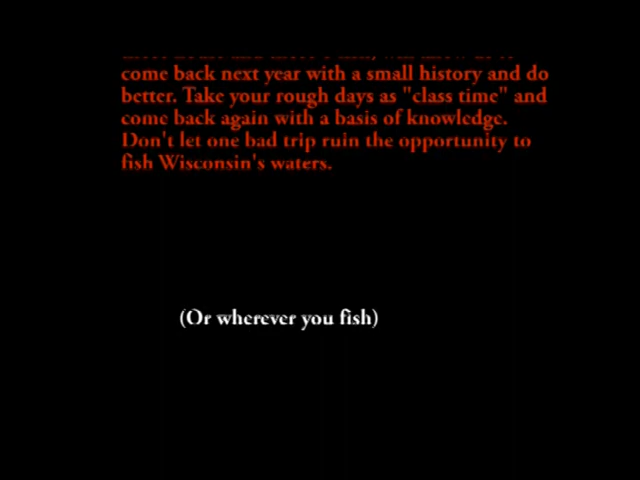 come back next year with a small history and do
better. Take your rough days as "class time" and
come back again with a basis of knowledge.
Don't let one bad trip ruin the opportunity to
fish Wisconsin's waters.
(Or wherever you fish)